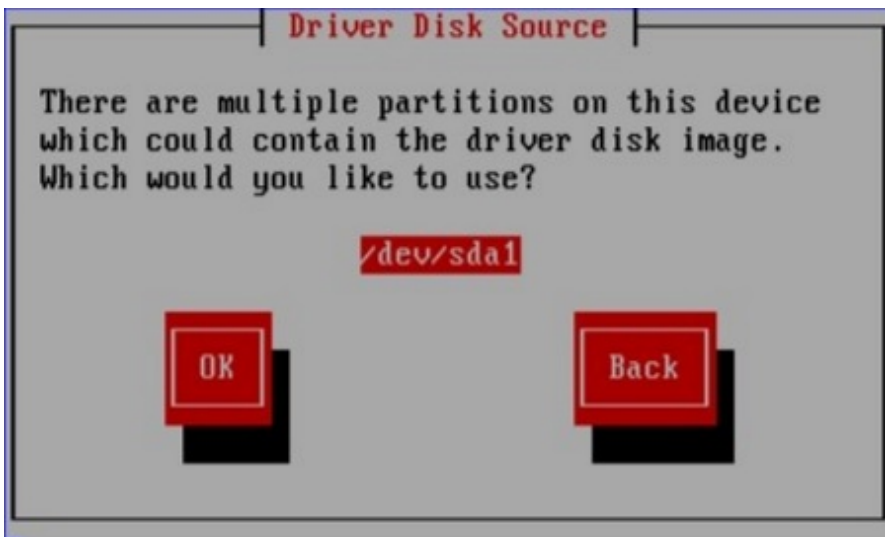 Driver Disk Source
There are multiple partitions on this device
which could contain the driver disk image.
Which would you like to use?
/dev/sda1
OK
Back